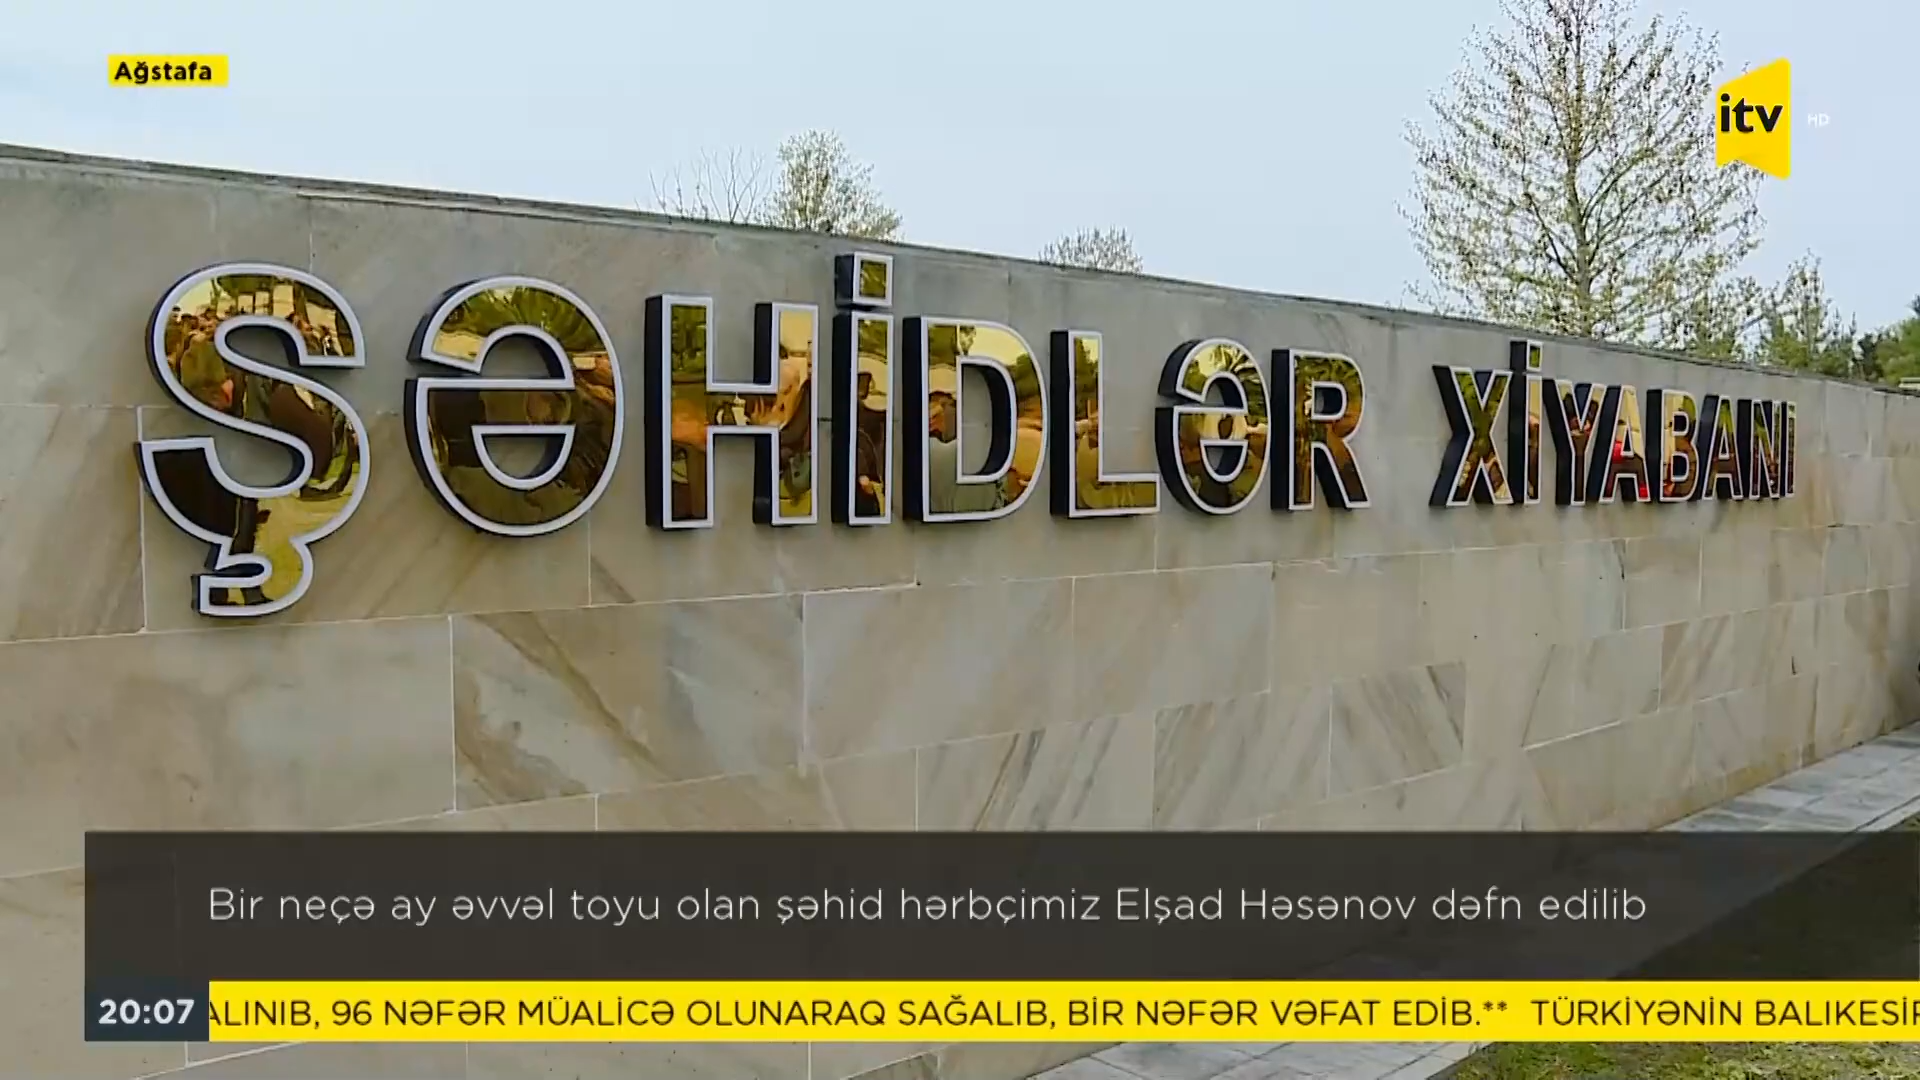 Ağstafa
itv HD
ŞƏHİDLƏR XİYABANI
Bir neçə ay əvvəl toyu olan şəhid hərbçimiz Elşad Həsənov dəfn edilib
20:07 ALINIB, 96 NƏFƏR MÜALİCƏ OLUNARAQ SAĞALIB, BİR NƏFƏR VƏFAT EDİB.** TÜRKİYƏNİN BALIKESİR